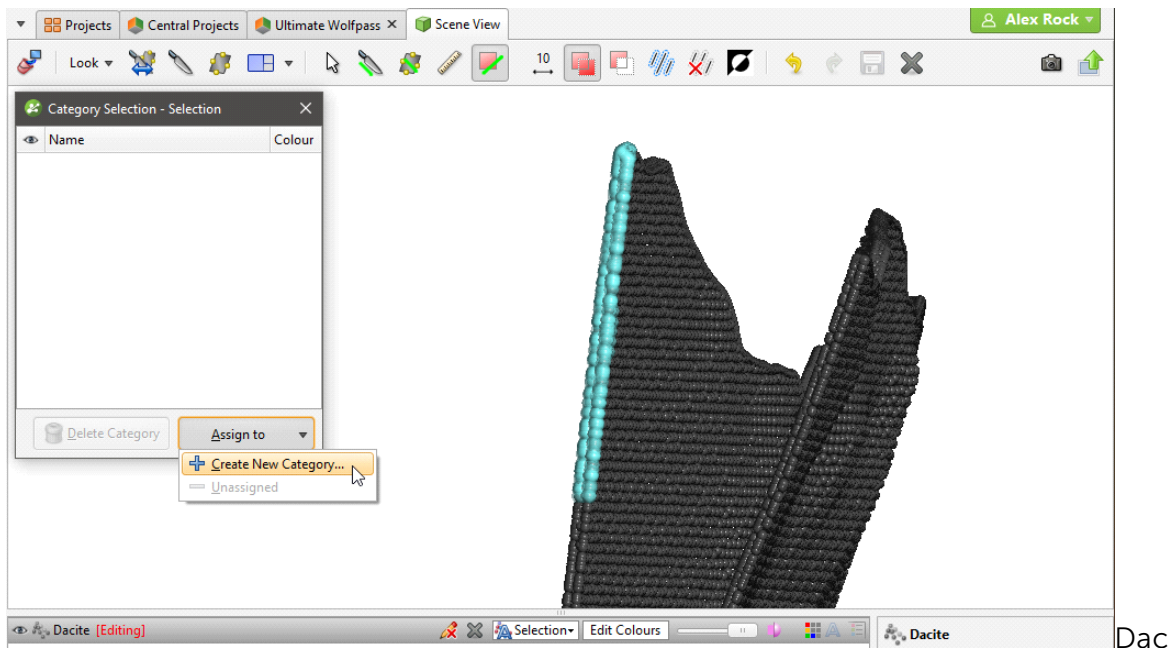 Projects
Central Projects
Ultimate Wolfpass
Scene View
Alex Rock
Look
10
Category Selection - Selection
Name
Colour
Delete Category
Assign to
Create New Category...
Unassigned
Dacite [Editing]
Selection
Edit Colours
Dacite
Dac